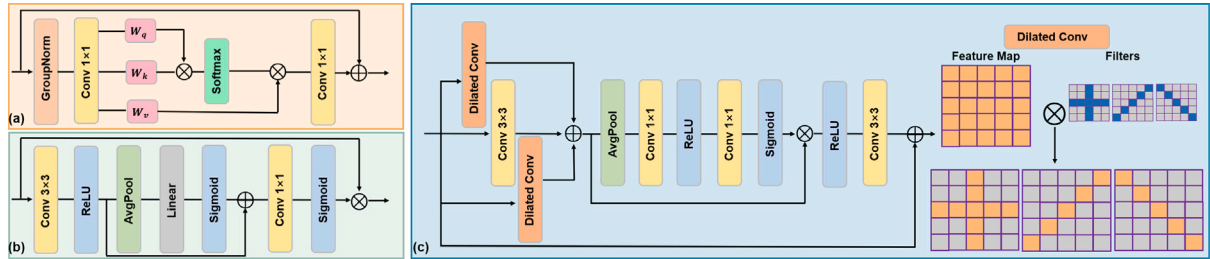 GroupNorm
Conv 1×1
W_q
W_k
W_v
Softmax
Conv 1×1
(a)
Conv 3×3
ReLU
AvgPool
Linear
Sigmoid
Conv 1×1
Sigmoid
(b)
Dilated Conv
Conv 3×3
Dilated Conv
AvgPool
Conv 1×1
ReLU
Conv 1×1
Sigmoid
ReLU
Conv 3×3
(c)
Dilated Conv
Feature Map
Filters